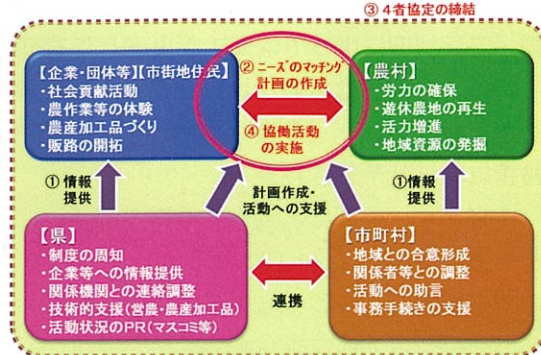 ③４者協定の締結
【企業・団体等】【市街地住民】
・社会貢献活動
・農作業等の体験
・農産加工品づくり
・販路の開拓
② ニーズのマッチング
計画の作成
④ 協働活動
の実施
【農村】
・労力の確保
・遊休農地の再生
・活力増進
・地域資源の発掘
①情報
提供
計画作成・
活動への支援
①情報
提供
【県】
・制度の周知
・企業等への情報提供
・関係機関との連絡調整
・技術的支援(営農・農産加工品)
・活動状況のPR(マスコミ等)
連携
【市町村】
・地域との合意形成
・関係者等との調整
・活動への助言
・事務手続きの支援